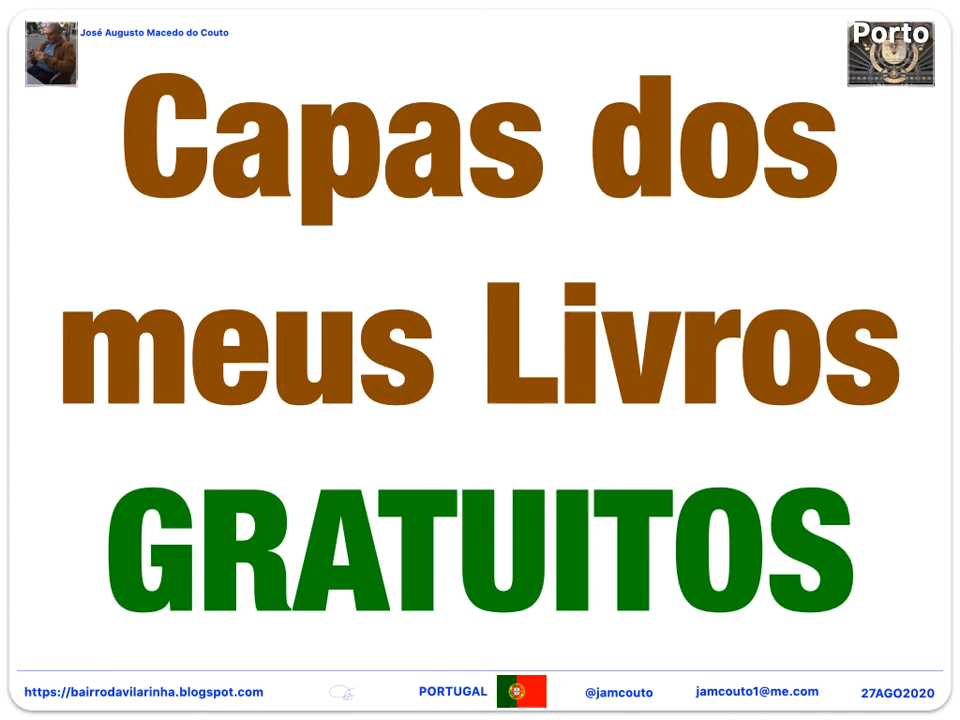 José Augusto Macedo do Couto
Porto
Capas dos
meus Livros
GRATUITOS
https://bairrodavilarinha.blogspot.com PORTUGAL @jamcouto jamcouto1@me.com 27AGO2020